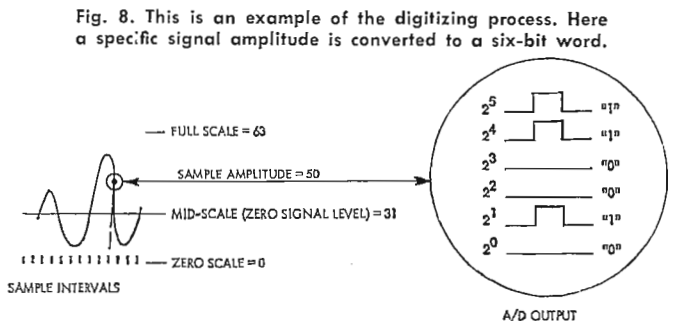 Fig. 8. This is an example of the digitizing process. Here
a specific signal amplitude is converted to a six-bit word.
FULL SCALE = 63
SAMPLE AMPLITUDE = 50
MID-SCALE (ZERO SIGNAL LEVEL) = 31
ZERO SCALE = 0
SAMPLE INTERVALS
2⁵ "1"
2⁴ "1"
2³ "0"
2² "0"
2¹ "1"
2⁰ "0"
A/D OUTPUT